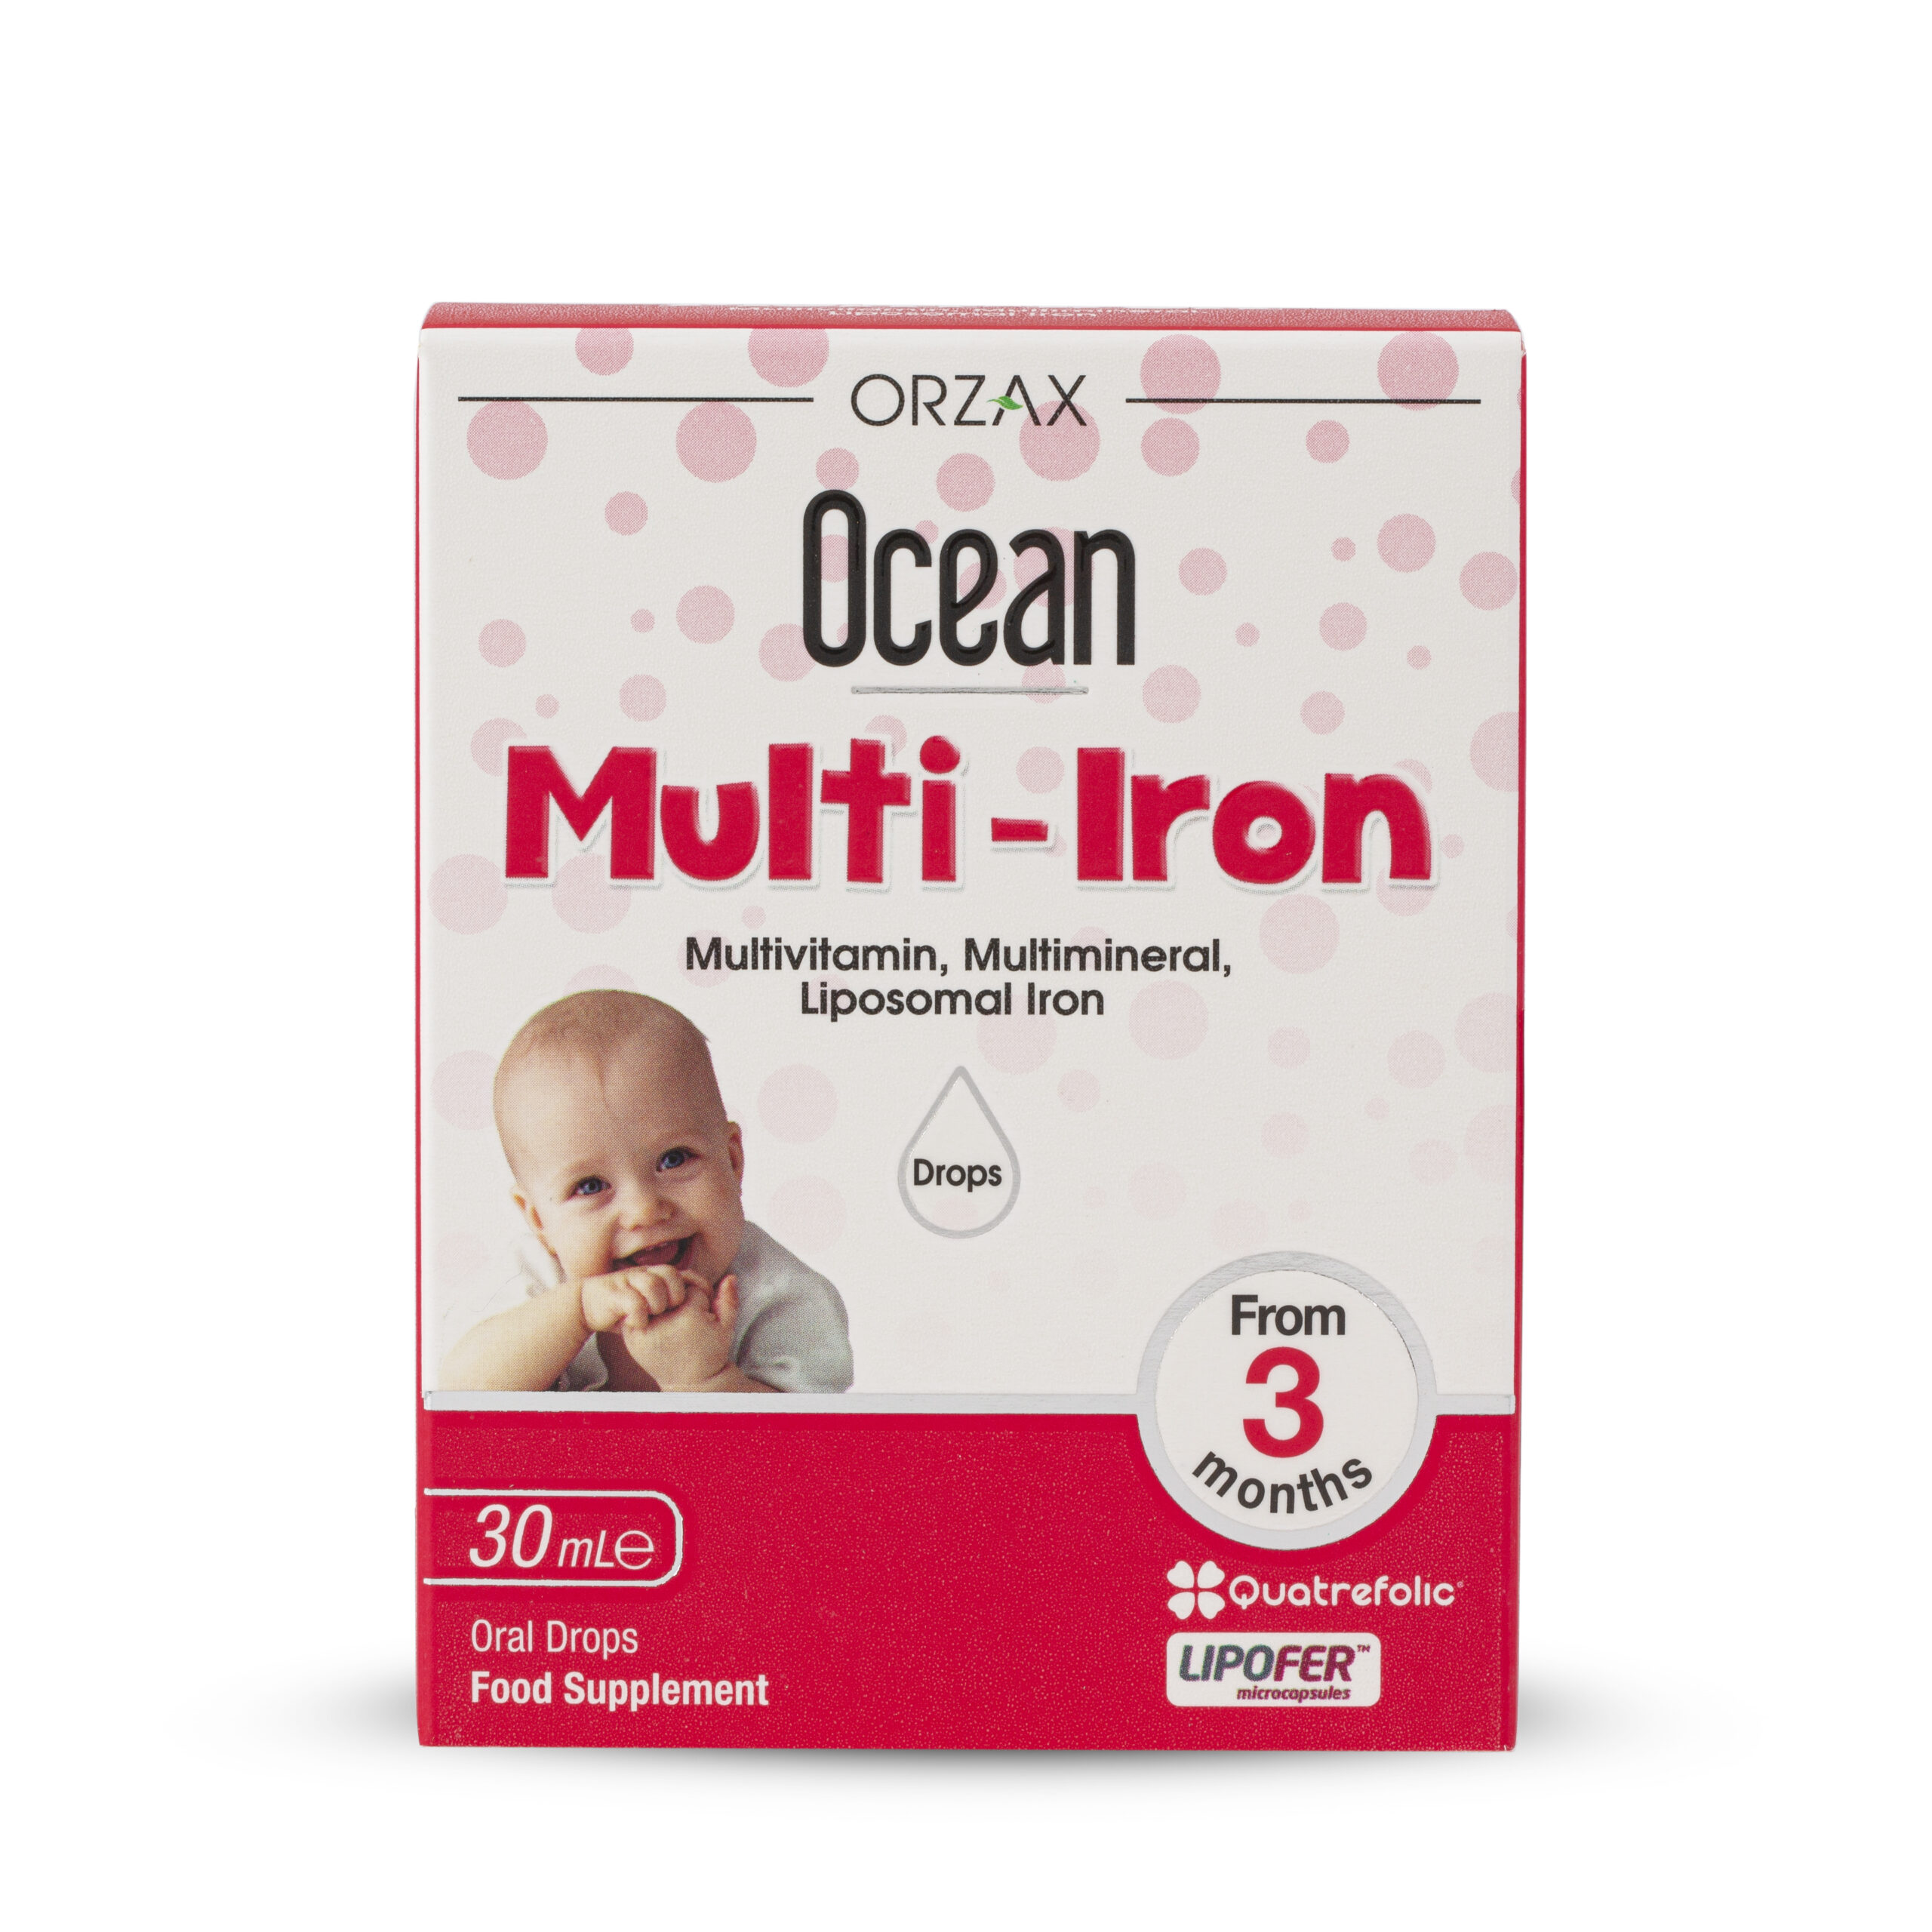 ORZAX
Ocean
Multi-Iron
Multivitamin, Multimineral,
Liposomal Iron
Drops
From
3
months
30 mL℮
Oral Drops
Food Supplement
Quatrefolic®
LIPOFER™
microcapsules